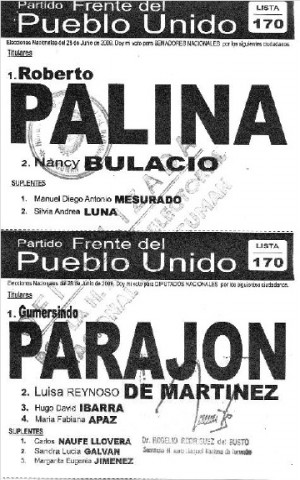 Partido Frente del
Pueblo Unido
LISTA
170
Elecciones Nacionales del 28 de Junio de 2009. Doy mi voto para SENADORES NACIONALES por los siguientes ciudadanos.
Titulares
1. Roberto
PALINA
2. Nancy BULACIO
SUPLENTES
1. Manuel Diego Antonio MESURADO
2. Silvia Andrea LUNA
Partido Frente del
Pueblo Unido
LISTA
170
Elecciones Nacionales del 28 de Junio de 2009. Doy mi voto para DIPUTADOS NACIONALES por los siguientes ciudadanos.
Titulares
1. Gumersindo
PARAJON
2. Luisa REYNOSO DE MARTINEZ
3. Hugo David IBARRA
4. Maria Fabiana APAZ
SUPLENTES
1. Carlos NAUFE LLOVERA
2. Sandra Lucia GALVAN
3. Margarita Eugenia JIMENEZ
Dr. ROGELIO RODRIGUEZ del BUSTO